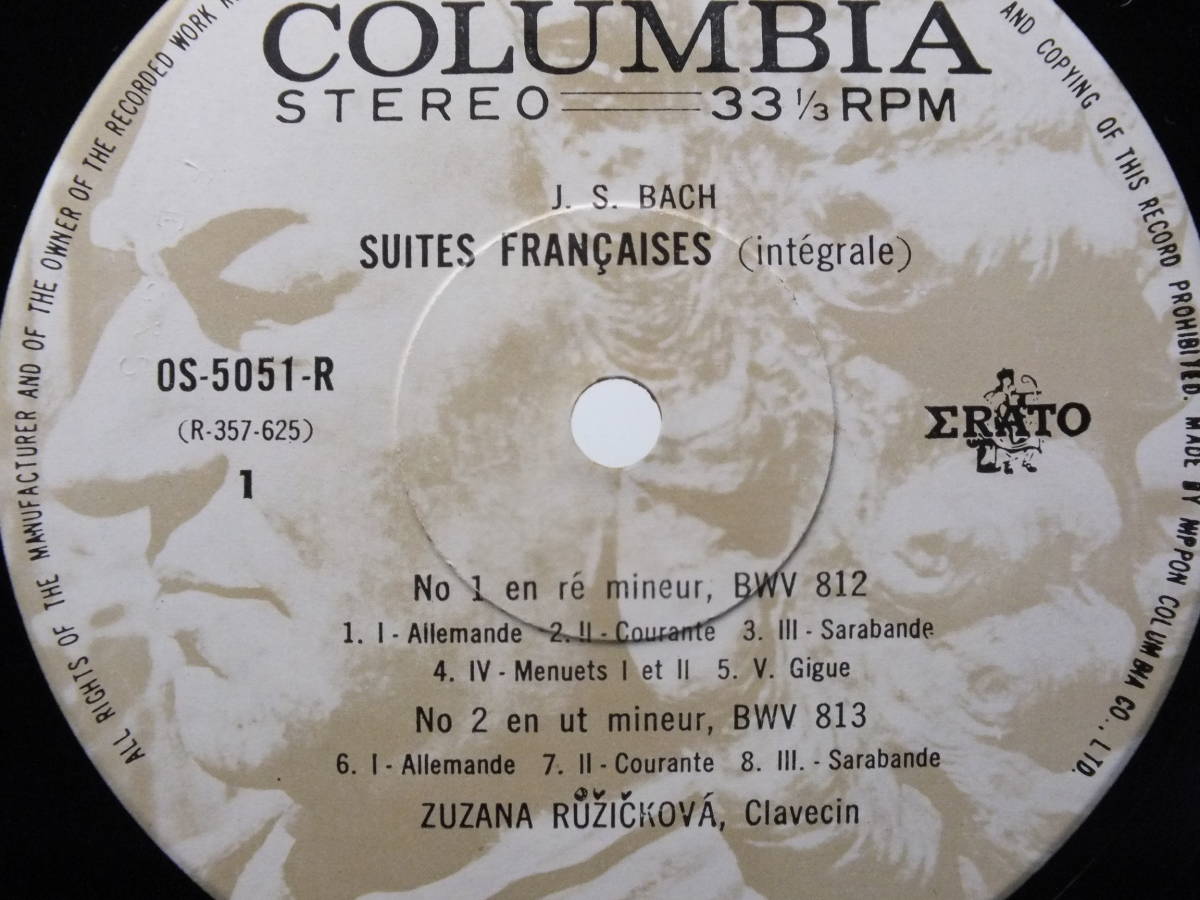 COLUMBIA
STEREO 33 1/3 RPM
J. S. BACH
SUITES FRANÇAISES (intégrale)
OS-5051-R
(R-357-625)
1
ERATO
No 1 en ré mineur, BWV 812
1. I - Allemande 2. II - Courante 3. III - Sarabande
4. IV - Menuets I et II 5. V. Gigue
No 2 en ut mineur, BWV 813
6. I - Allemande 7. II - Courante 8. III. - Sarabande
ZUZANA RŮŽIČKOVÁ, Clavecin
ALL RIGHTS OF THE MANUFACTURER AND OF THE OWNER OF THE RECORDED WORK
AND COPYING OF THIS RECORD PROHIBITED. MADE BY NIPPON COLUMBIA CO., LTD.